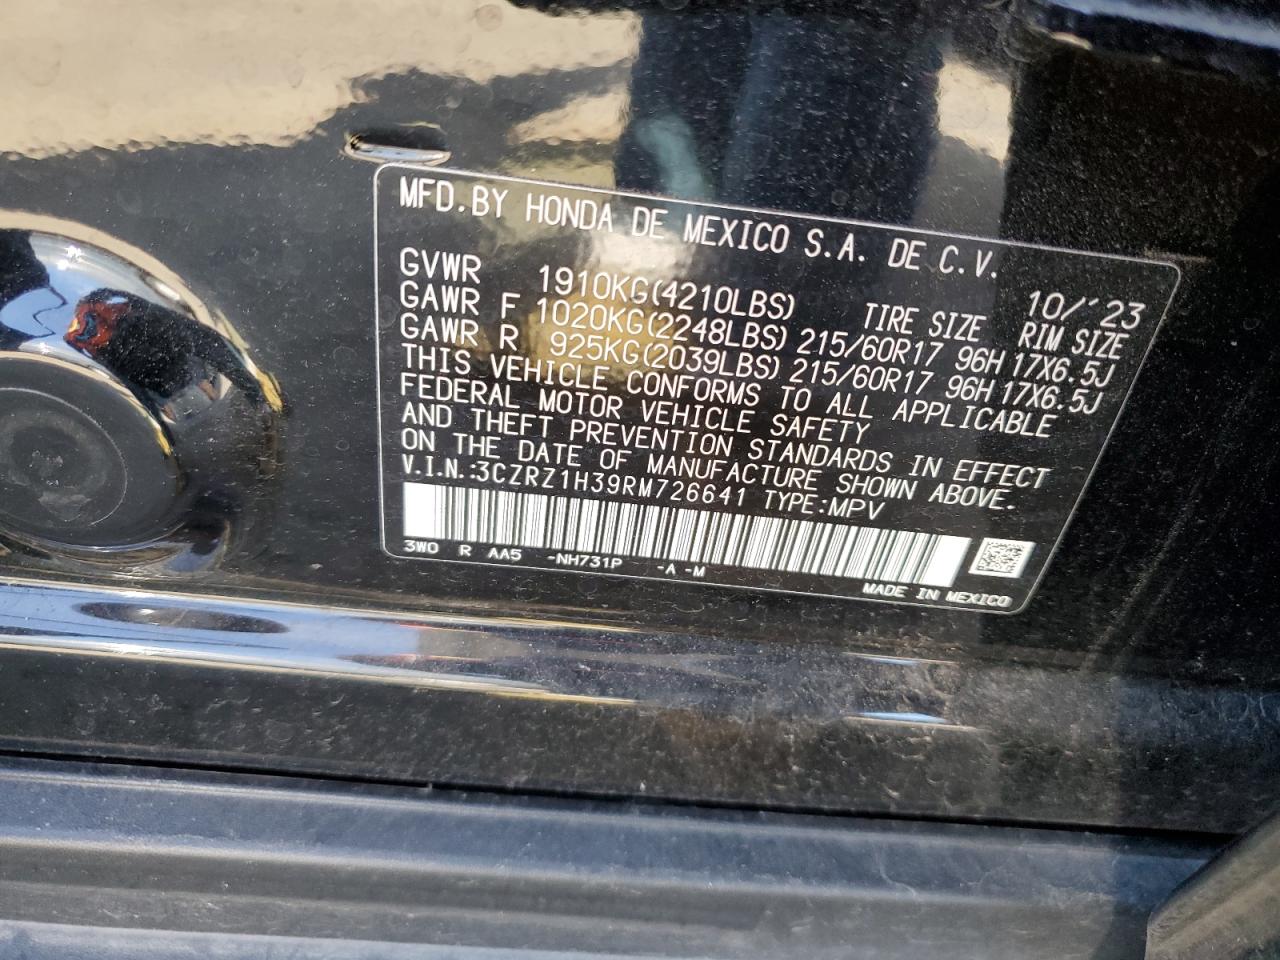 MFD.BY HONDA DE MEXICO S.A. DE C.V.
10/'23
GVWR 1910KG(4210LBS) TIRE SIZE RIM SIZE
GAWR F 1020KG(2248LBS) 215/60R17 96H 17X6.5J
GAWR R 925KG(2039LBS) 215/60R17 96H 17X6.5J
THIS VEHICLE CONFORMS TO ALL APPLICABLE
FEDERAL MOTOR VEHICLE SAFETY
AND THEFT PREVENTION STANDARDS IN EFFECT
ON THE DATE OF MANUFACTURE SHOWN ABOVE.
V.I.N.:3CZRZ1H39RM726641 TYPE:MPV
3W0 R AA5 -NH731P -A -M
MADE IN MEXICO